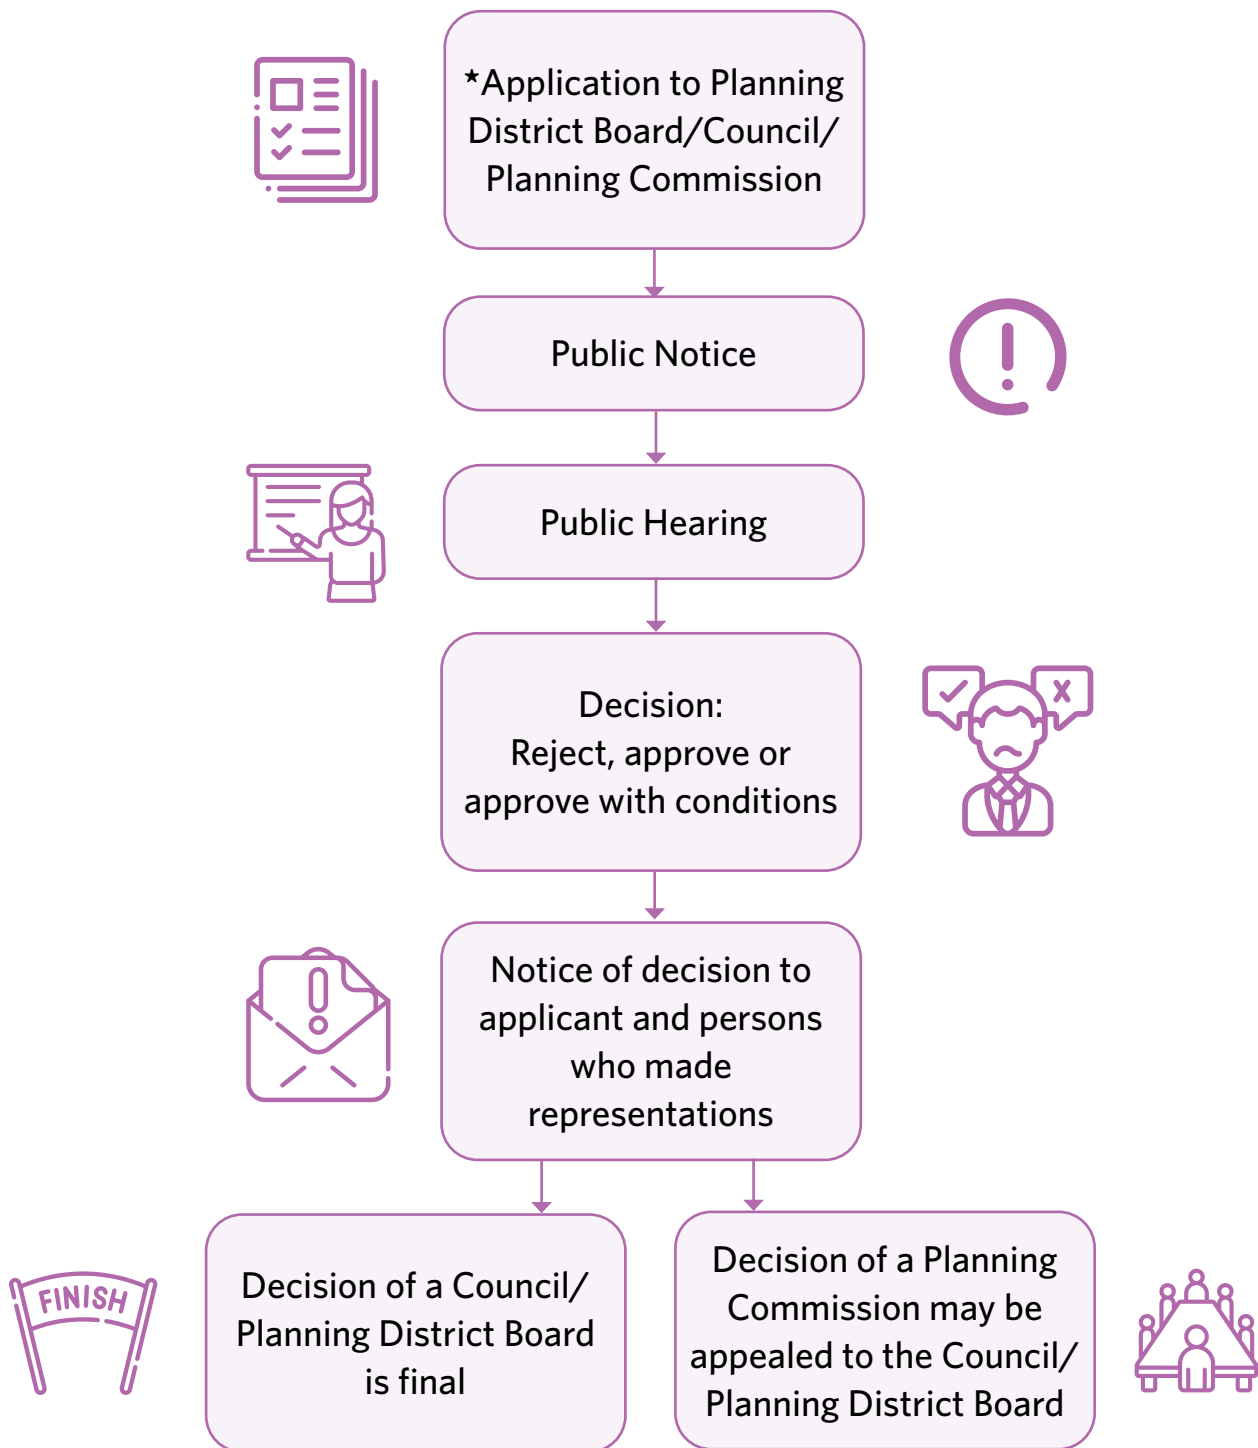 *Application to Planning
District Board/Council/
Planning Commission
Public Notice
Public Hearing
Decision:
Reject, approve or
approve with conditions
Notice of decision to
applicant and persons
who made
representations
FINISH
Decision of a Council/
Planning District Board
is final
Decision of a Planning
Commission may be
appealed to the Council/
Planning District Board